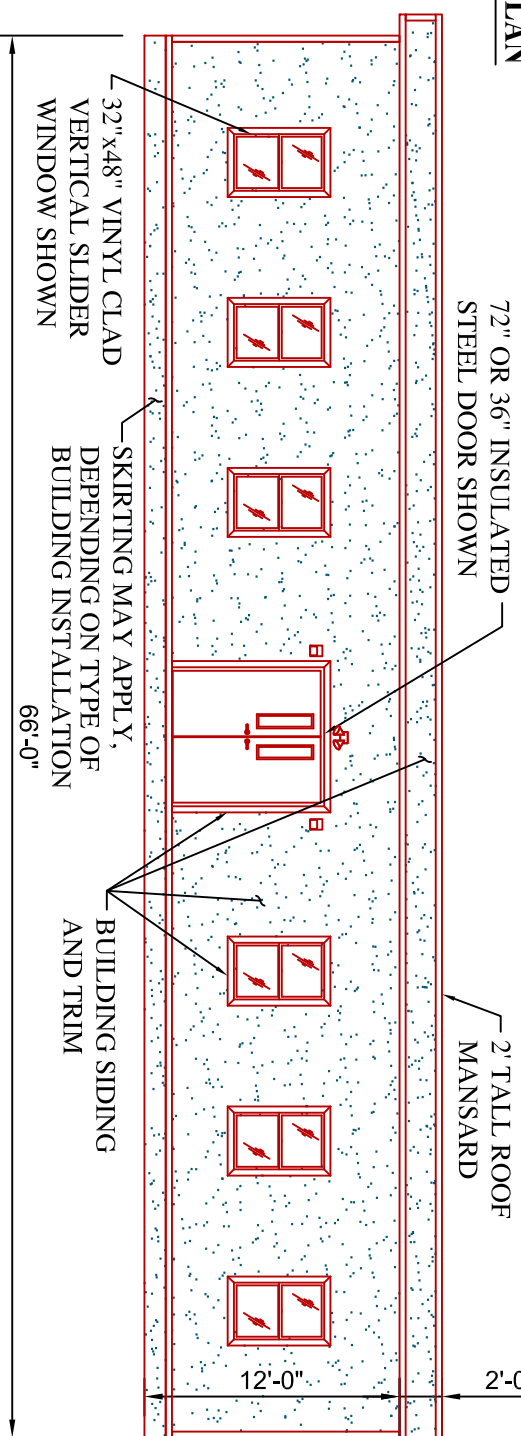 72" OR 36" INSULATED
STEEL DOOR SHOWN
2' TALL ROOF
MANSARD
32"x48" VINYL CLAD
VERTICAL SLIDER
WINDOW SHOWN
SKIRTING MAY APPLY,
DEPENDING ON TYPE OF
BUILDING INSTALLATION
BUILDING SIDING
AND TRIM
66'-0"
12'-0"